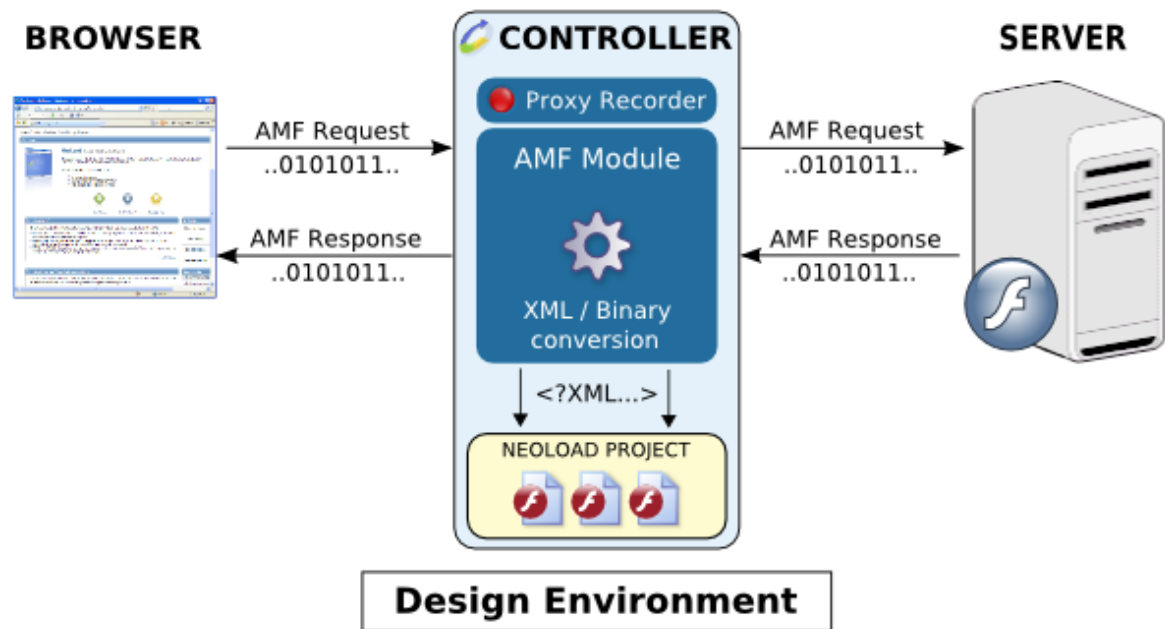 BROWSER
CONTROLLER
SERVER
Proxy Recorder
AMF Request
..0101011..
AMF Module
AMF Request
..0101011..
AMF Response
..0101011..
AMF Response
..0101011..
XML / Binary
conversion
<?XML...>
NEOLOAD PROJECT
Design Environment